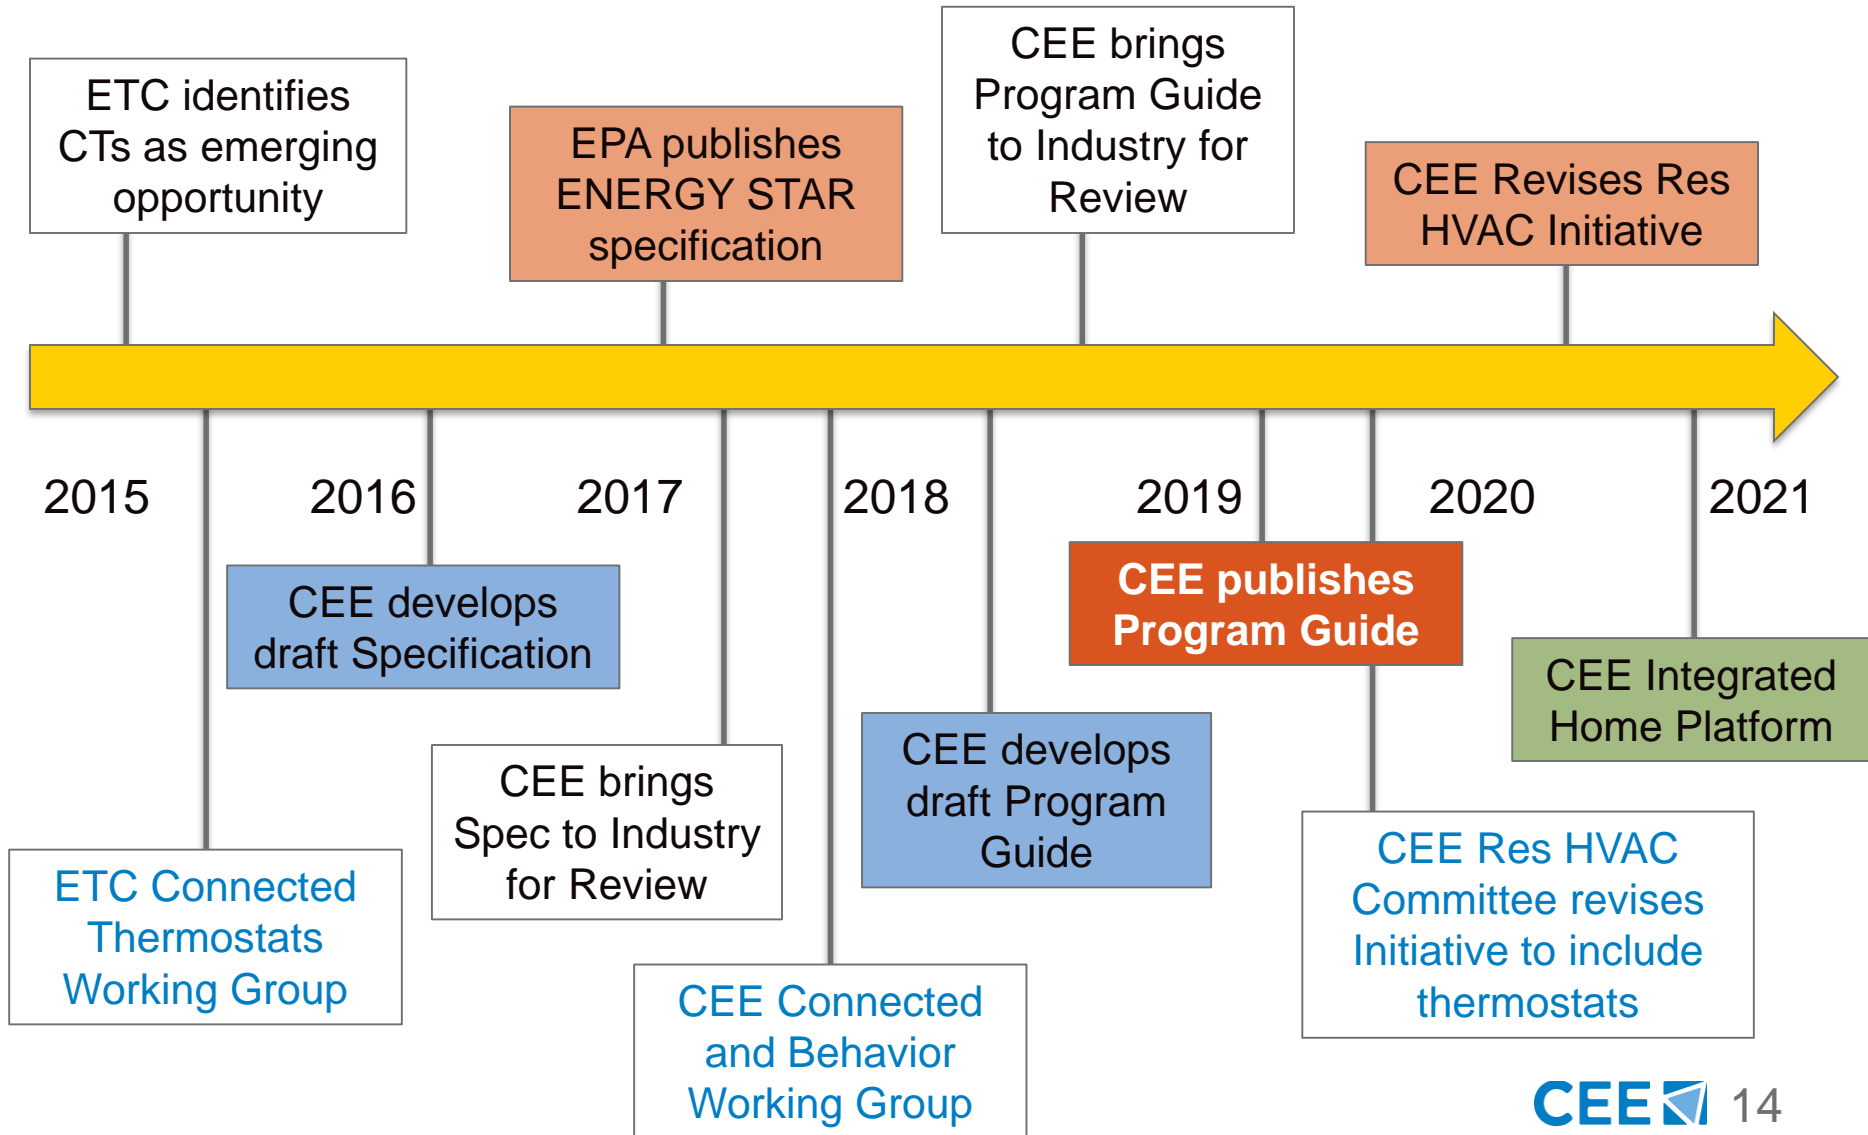 ETC identifies
CTs as emerging
opportunity
EPA publishes
ENERGY STAR
specification
CEE brings
Program Guide
to Industry for
Review
CEE Revises Res
HVAC Initiative
2015
2016
2017
2018
2019
2020
2021
ETC Connected
Thermostats
Working Group
CEE develops
draft Specification
CEE brings
Spec to Industry
for Review
CEE Connected
and Behavior
Working Group
CEE develops
draft Program
Guide
CEE publishes
Program Guide
CEE Res HVAC
Committee revises
Initiative to include
thermostats
CEE Integrated
Home Platform
CEE 14